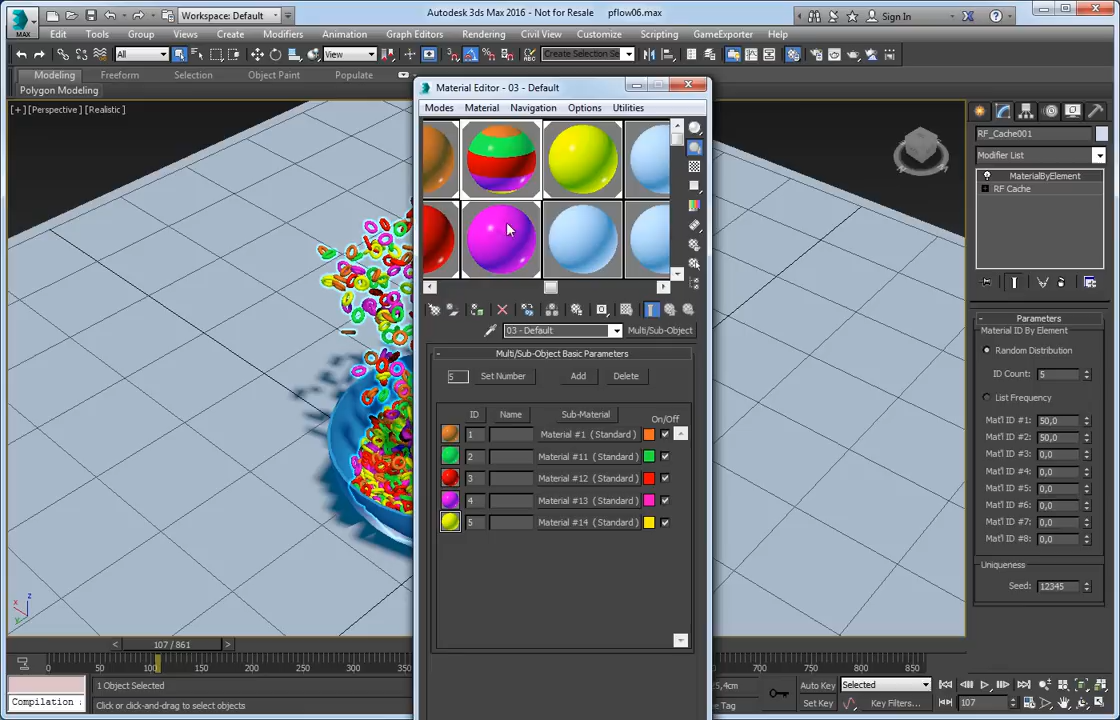 Autodesk 3ds Max 2016 - Not for Resale pflow06.max
MAX
Workspace: Default
Sign In
Edit Tools Group Views Create Modifiers Animation Graph Editors Rendering Civil View Customize Scripting GameExporter Help
All
View
Create Selection Se
Modeling Freeform Selection Object Paint Populate
Polygon Modeling
[+] [Perspective] [Realistic]
Material Editor - 03 - Default
Modes Material Navigation Options Utilities
03 - Default
Multi/Sub-Object
Multi/Sub-Object Basic Parameters
5 Set Number Add Delete
ID Name Sub-Material On/Off
1 Material #1 (Standard)
2 Material #11 (Standard)
3 Material #12 (Standard)
4 Material #13 (Standard)
5 Material #14 (Standard)
RF_Cache001
Modifier List
MaterialByElement
RF Cache
Parameters
Material ID By Element
Random Distribution
ID Count: 5
List Frequency
Mat'l ID #1: 50,0
Mat'l ID #2: 50,0
Mat'l ID #3: 0,0
Mat'l ID #4: 0,0
Mat'l ID #5: 0,0
Mat'l ID #6: 0,0
Mat'l ID #7: 0,0
Mat'l ID #8: 0,0
Uniqueness
Seed: 12345
x z y
< 107 / 861 >
0 50 100 150 200 250 300 350 400 700 750 800 850
1 Object Selected
5,4cm
Auto Key Selected
Compilation
Click or click-and-drag to select objects
me Tag
Set Key Key Filters...
107